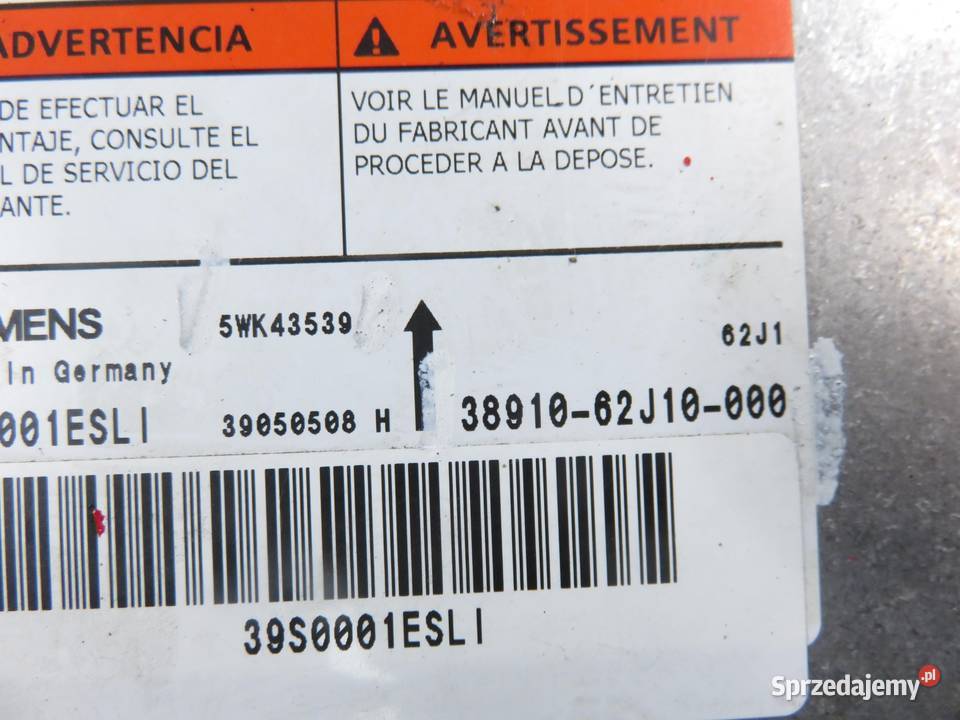 ADVERTENCIA
AVERTISSEMENT
DE EFECTUAR EL
NTAJE, CONSULTE EL
L DE SERVICIO DEL
ANTE.
VOIR LE MANUEL D´ENTRETIEN
DU FABRICANT AVANT DE
PROCEDER A LA DEPOSE.
MENS
5WK43539
62J1
in Germany
001ESLI
39050508 H
38910-62J10-000
39S0001ESLI
Sprzedajemy.pl